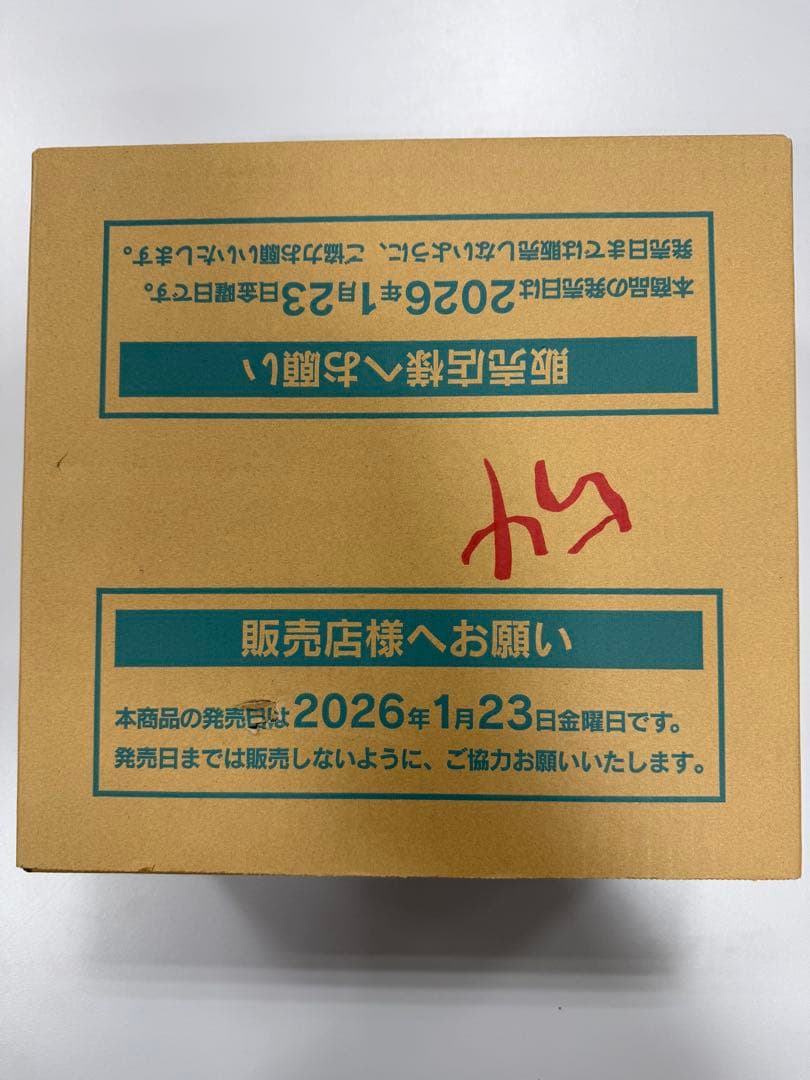 販売店様へお願い
本商品の発売日は2026年1月23日金曜日です。
発売日までは販売しないように、ご協力お願いいたします。
販売店様へお願い
本商品の発売日は2026年1月23日金曜日です。
発売日までは販売しないように、ご協力お願いいたします。